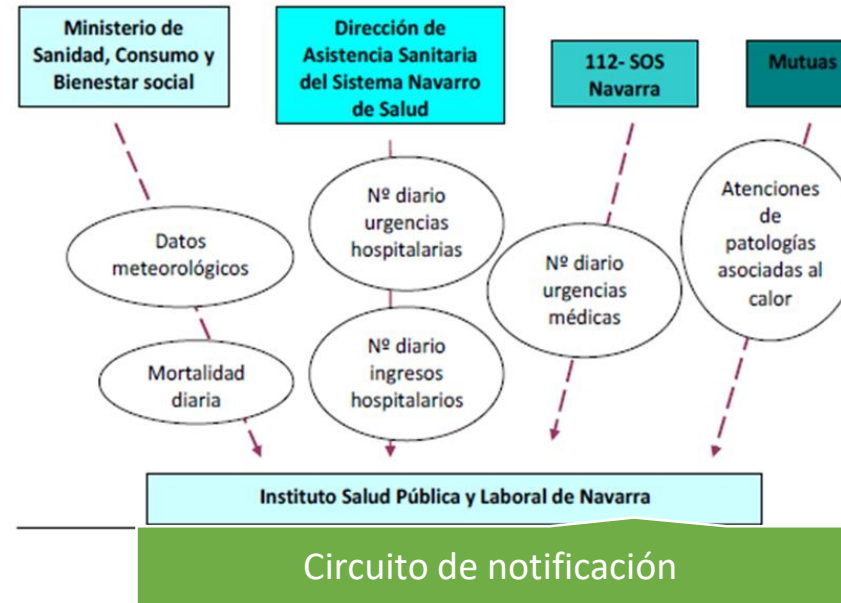 Ministerio de
Sanidad, Consumo y
Bienestar social
Dirección de
Asistencia Sanitaria
del Sistema Navarro
de Salud
112- SOS
Navarra
Mutuas
Datos
meteorológicos
Mortalidad
diaria
Nº diario
urgencias
hospitalarias
Nº diario
ingresos
hospitalarios
Nº diario
urgencias
médicas
Atenciones
de
patologías
asociadas al
calor
Instituto Salud Pública y Laboral de Navarra
Circuito de notificación